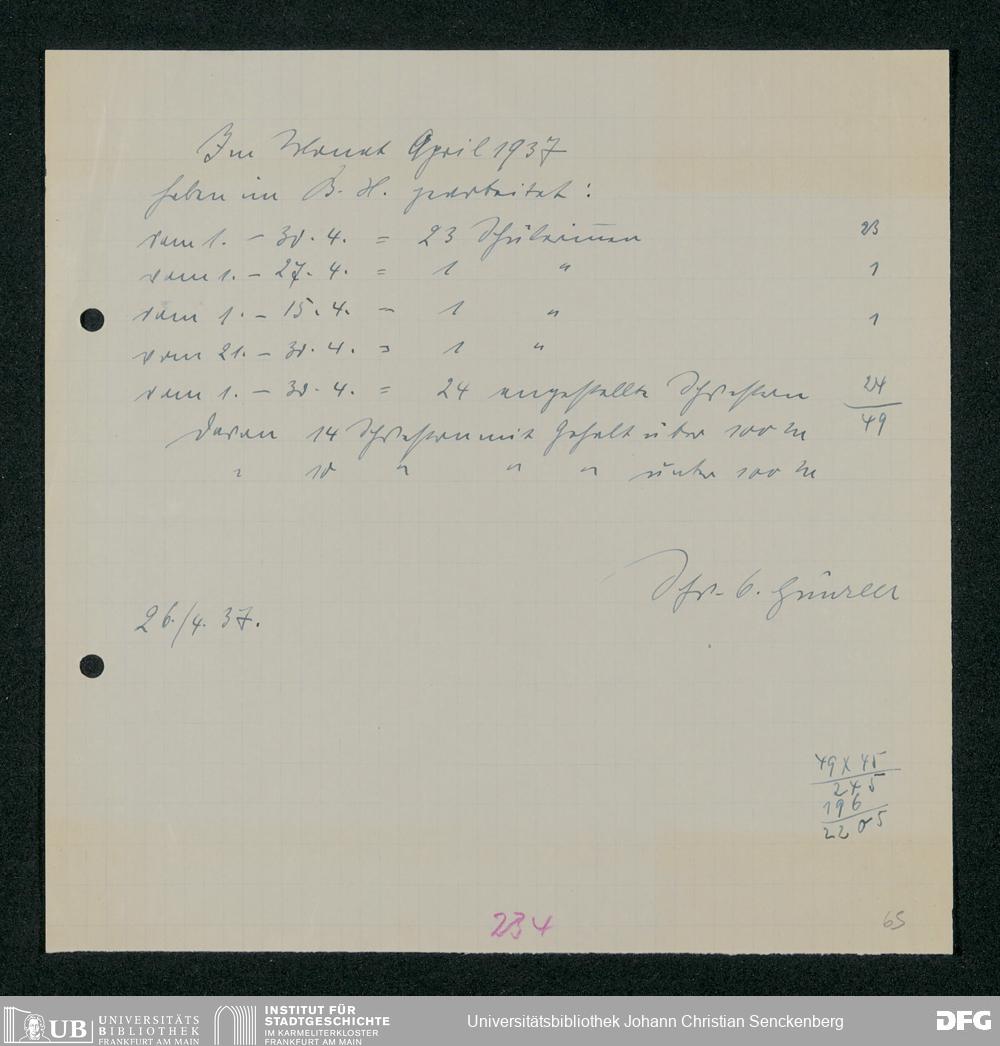 Im Monat April 1937
haben im B. H. gearbeitet:
vom 1. – 30. 4. = 23 Schülerinnen 23
vom 1. – 27. 4. = 1 " 1
vom 1. – 15. 4. – 1 " 1
vom 21. – 30. 4. = 1 "
vom 1. – 30. 4. = 24 angestellte Schwestern 24
49
Davon 14 Schwestern mit Gehalt über 100 M
" 10 " " " unter 100 M
Schw.
26./4. 37.
49 x 45
245
196
2205
234
65
UB UNIVERSITÄTS
BIBLIOTHEK
FRANKFURT AM MAIN
INSTITUT FÜR
STADTGESCHICHTE
IM KARMELITERKLOSTER
FRANKFURT AM MAIN
Universitätsbibliothek Johann Christian Senckenberg
DFG